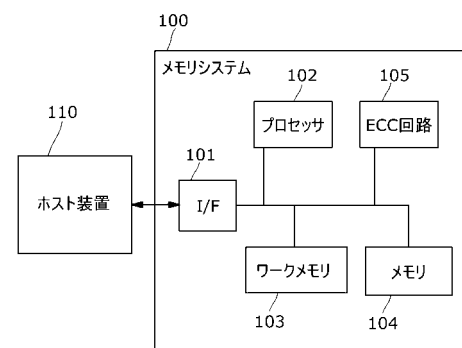 100
メモリシステム
102
105
110
プロセッサ
ECC回路
101
ホスト装置
I/F
ワークメモリ
メモリ
103
104